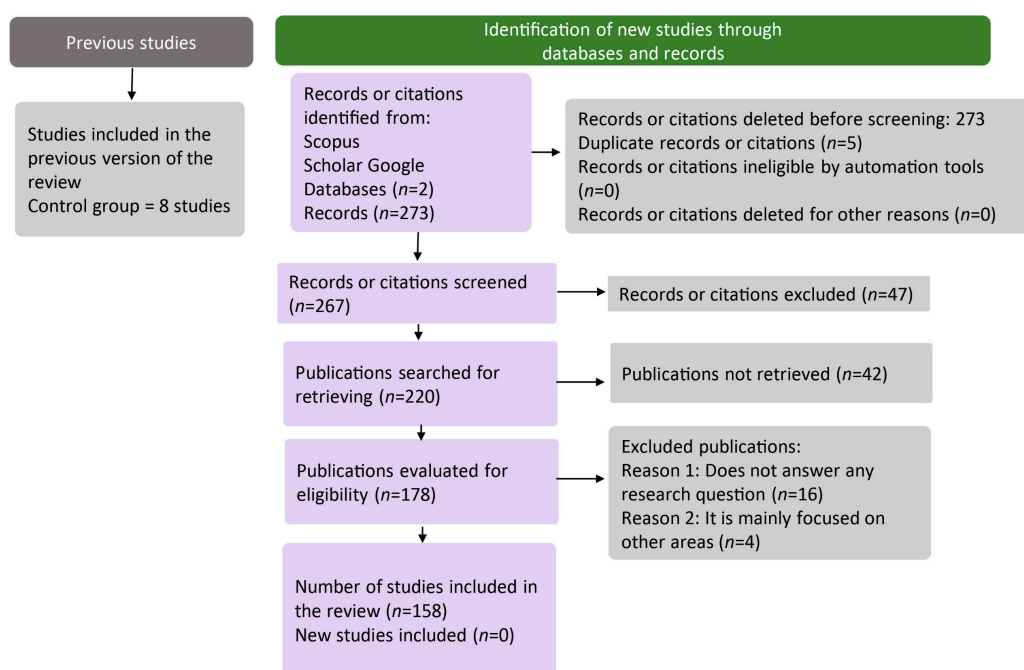 Previous studies
Studies included in the
previous version of the
review
Control group = 8 studies
Identification of new studies through
databases and records
Records or citations
identified from:
Scopus
Scholar Google
Databases (n=2)
Records (n=273)
Records or citations deleted before screening: 273
Duplicate records or citations (n=5)
Records or citations ineligible by automation tools
(n=0)
Records or citations deleted for other reasons (n=0)
Records or citations screened
(n=267)
Records or citations excluded (n=47)
Publications searched for
retrieving (n=220)
Publications not retrieved (n=42)
Publications evaluated for
eligibility (n=178)
Excluded publications:
Reason 1: Does not answer any
research question (n=16)
Reason 2: It is mainly focused on
other areas (n=4)
Number of studies included in
the review (n=158)
New studies included (n=0)